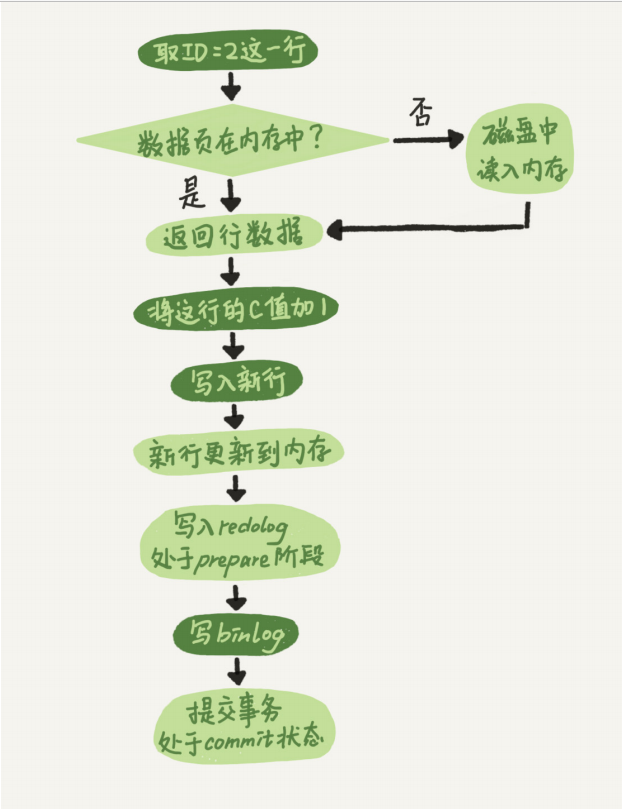 取ID=2这一行
数据页在内存中?
否
磁盘中
读入内存
是
返回行数据
将这行的C值加1
写入新行
新行更新到内存
写入redolog
处于prepare阶段
写binlog
提交事务
处于commit状态